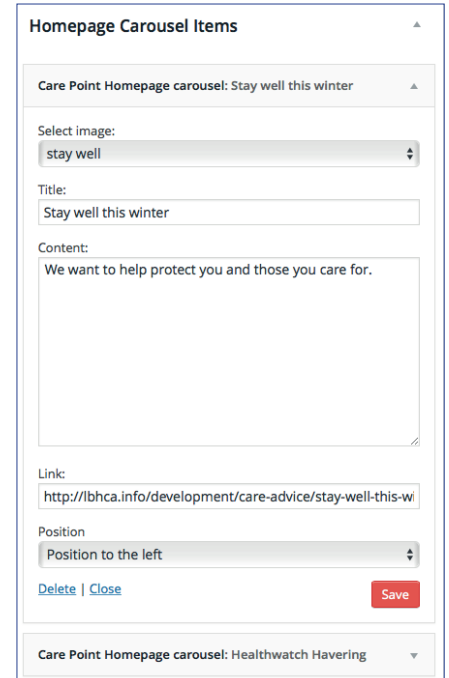 Homepage Carousel Items
Care Point Homepage carousel: Stay well this winter
Select image:
stay well
Title:
Stay well this winter
Content:
We want to help protect you and those you care for.
Link:
http://lbhca.info/development/care-advice/stay-well-this-wi
Position
Position to the left
Delete | Close
Save
Care Point Homepage carousel: Healthwatch Havering